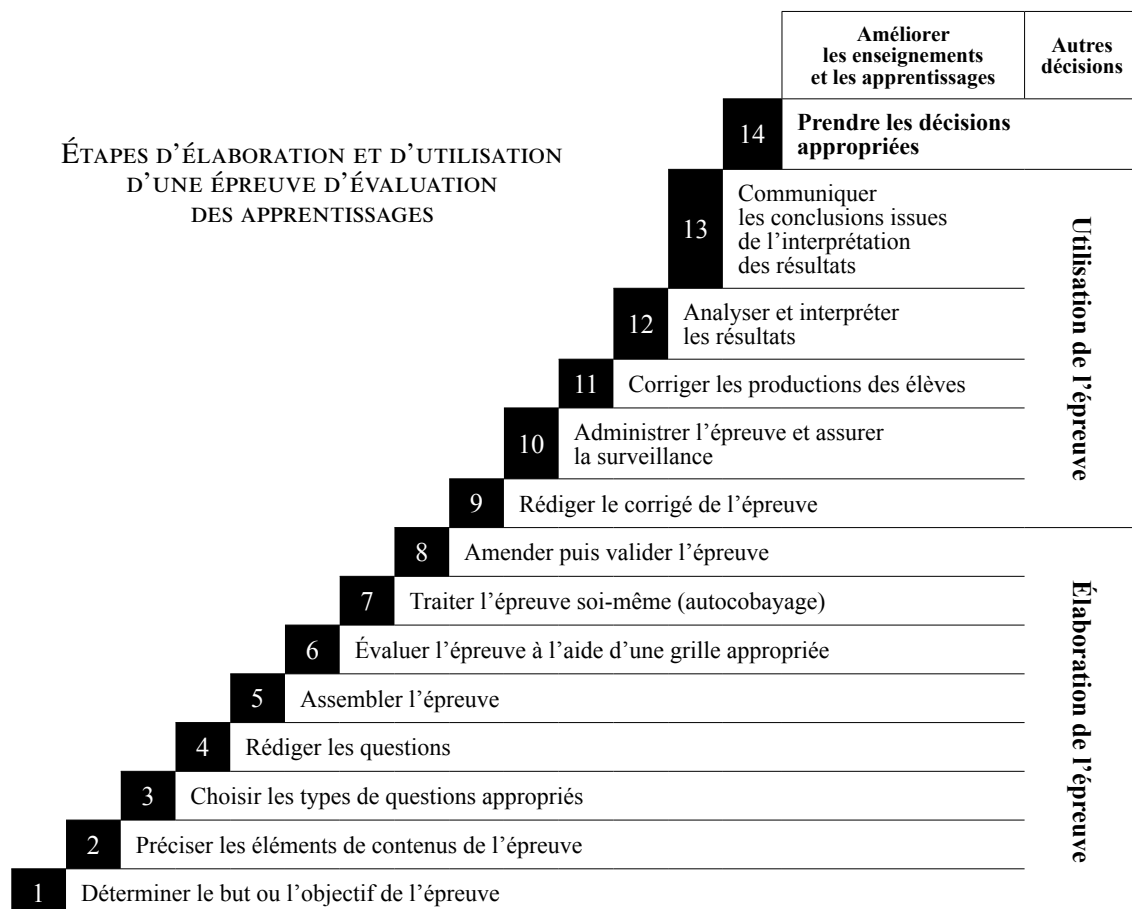 Améliorer
les enseignements
et les apprentissages
Autres
décisions
ÉTAPES D'ÉLABORATION ET D'UTILISATION
D'UNE ÉPREUVE D'ÉVALUATION
DES APPRENTISSAGES
14
Prendre les décisions
appropriées
13
Communiquer
les conclusions issues
de l'interprétation
des résultats
12
Analyser et interpréter
les résultats
11 Corriger les productions des élèves
10
Administrer l'épreuve et assurer
la surveillance
9 Rédiger le corrigé de l'épreuve
Utilisation de l'épreuve
8 Amender puis valider l'épreuve
7 Traiter l'épreuve soi-même (autocobayage)
6 Évaluer l'épreuve à l'aide d'une grille appropriée
5 Assembler l'épreuve
4 Rédiger les questions
3 Choisir les types de questions appropriés
2 Préciser les éléments de contenus de l'épreuve
1 Déterminer le but ou l'objectif de l'épreuve
Élaboration de l'épreuve